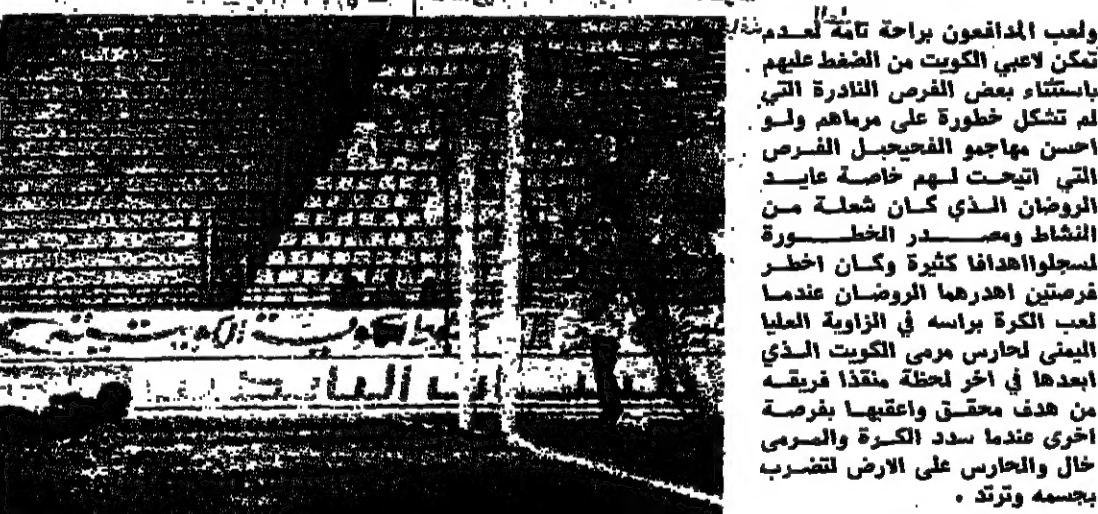 ولعب المدافعون براحة تامة لعدم
تمكن لاعبي الكويت من الضغط عليهم
باستثناء بعض الفرص النادرة التي
لم تشكل خطورة على مرماهم ولو
احسن مهاجمو الفحيحبل الفرص
التي اتيحت لهم خاصة عايد
الروضان الذي كان شعلة من
النشاط ومصدر الخطورة
لسجلوااهدافا كثيرة وكان اخطر
فرصتين اهدرهما الروضان عندما
لعب الكرة براسه في الزاوية العليا
اليمنى لحارس مرمى الكويت الذي
ابعدها في اخر لحظة منقذا فريقه
من هدف محقق واعقبها بفرصة
اخرى عندما سدد الكرة والمرمى
خال والحارس على الارض لتضرب
بجسمه وترتد .